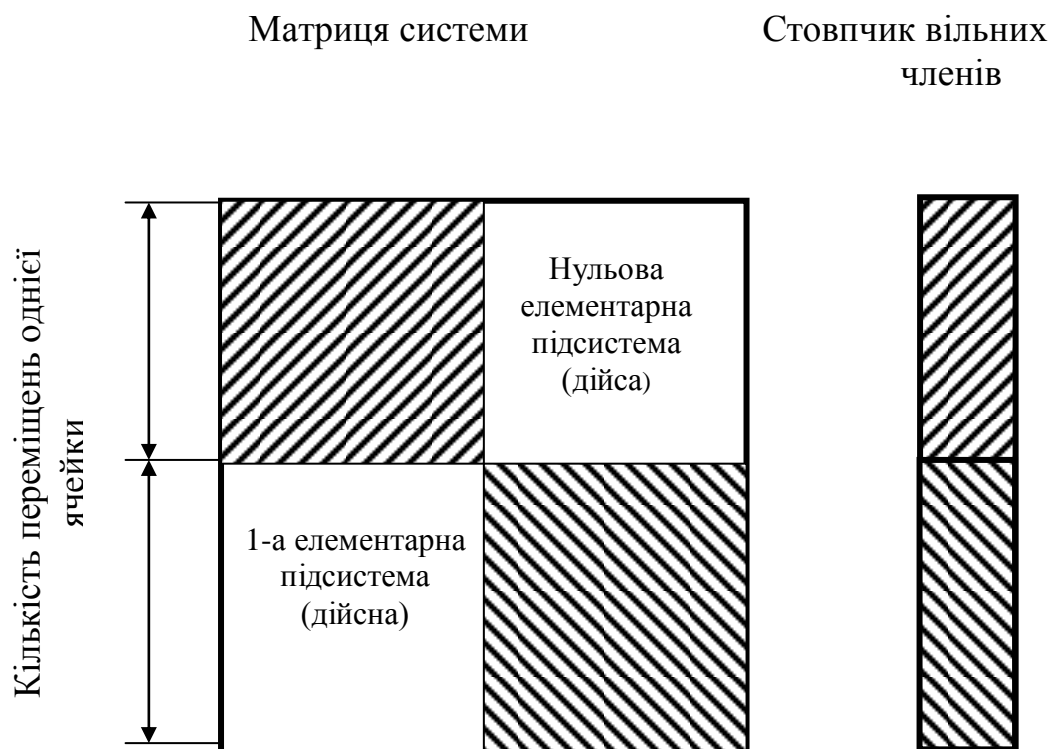 Матриця системи
Стовпчик вільних
членів
Кількість переміщень однієї
ячейки
Нульова
елементарна
підсистема
(дійса)
1-а елементарна
підсистема
(дійсна)